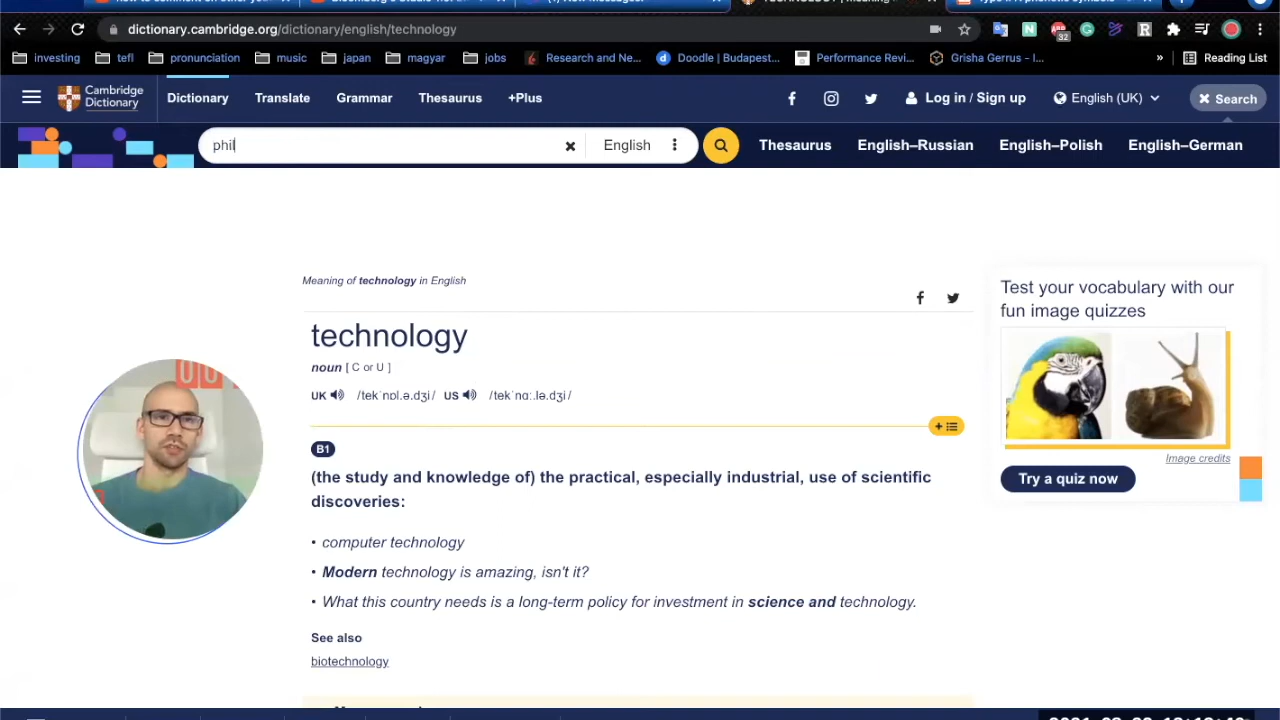 TECHNOLOGY | meaning
dictionary.cambridge.org/dictionary/english/technology
32
investing tefl pronunciation music japan magyar jobs Research and Ne... Doodle | Budapest... Performance Revi... Grisha Gerrus – I... » Reading List
Cambridge Dictionary
Dictionary Translate Grammar Thesaurus +Plus Log in / Sign up English (UK) Search
phil English Thesaurus English–Russian English–Polish English–German
Meaning of technology in English
technology
noun [ C or U ]
UK /tekˈnɒl.ə.dʒi/ US /tekˈnɑː.lə.dʒi/
B1
(the study and knowledge of) the practical, especially industrial, use of scientific
discoveries:
• computer technology
• Modern technology is amazing, isn't it?
• What this country needs is a long-term policy for investment in science and technology.
See also
biotechnology
Test your vocabulary with our
fun image quizzes
Image credits
Try a quiz now